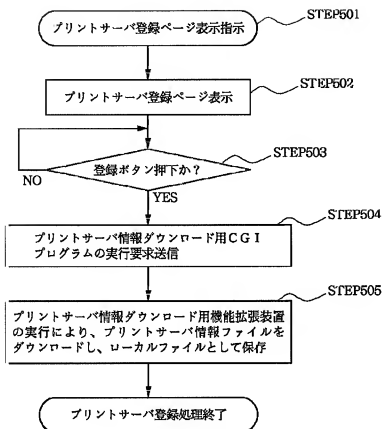 プリントサーバ登録ページ表示指示
STEP501
プリントサーバ登録ページ表示
STEP502
登録ボタン押下か?
STEP503
NO
YES
プリントサーバ情報ダウンロード用CGI
プログラムの実行要求送信
STEP504
プリントサーバ情報ダウンロード用機能拡張装置
の実行により、プリントサーバ情報ファイルを
ダウンロードし、ローカルファイルとして保存
STEP505
プリントサーバ登録処理終了